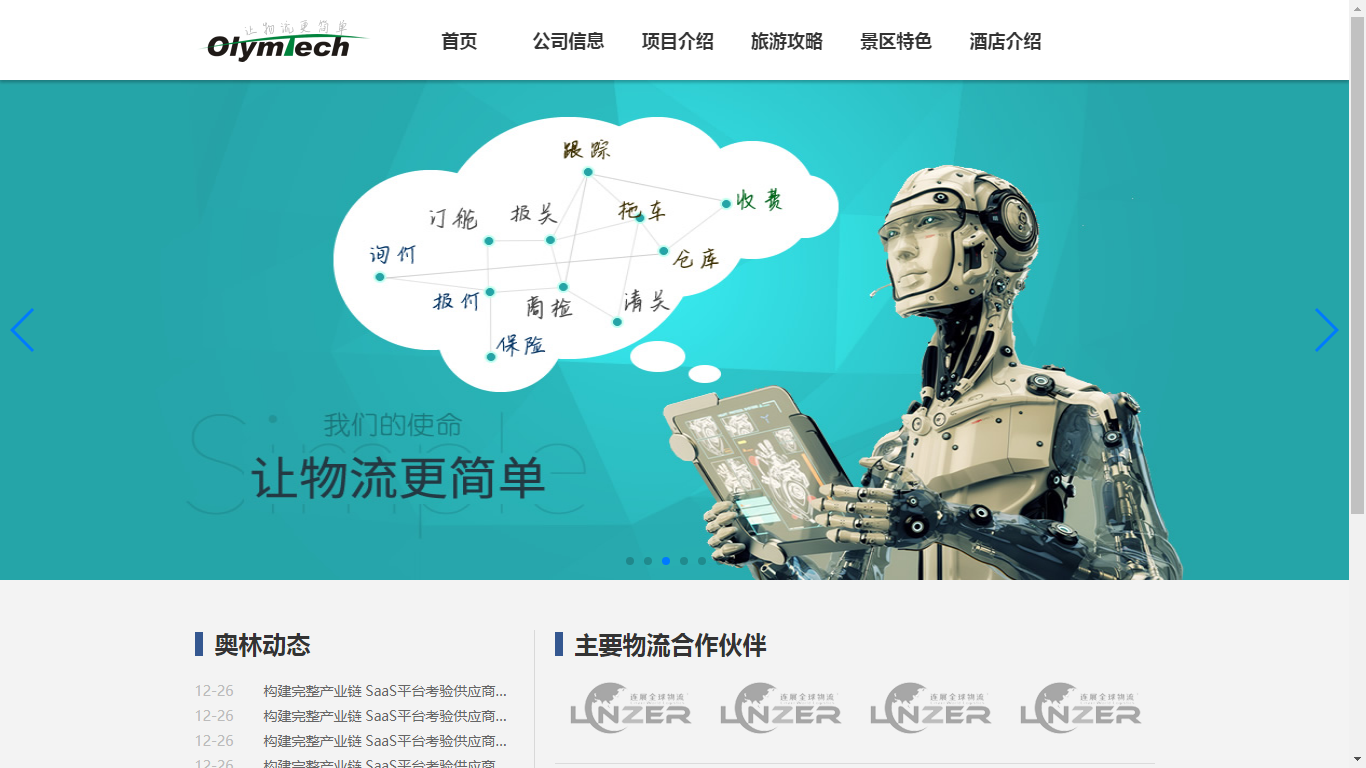 让物流更简单
OlymTech
首页 公司信息 项目介绍 旅游攻略 景区特色 酒店介绍
跟踪
收费
订舱 报关 拖车
询价
仓库
报价 商检 清关
保险
我们的使命
Simple
让物流更简单
奥林动态
12-26 构建完整产业链 SaaS平台考验供应商...
12-26 构建完整产业链 SaaS平台考验供应商...
12-26 构建完整产业链 SaaS平台考验供应商...
12-26 构建完整产业链 SaaS平台考验供应商...
主要物流合作伙伴
连展全球物流 连展全球物流 连展全球物流 连展全球物流
LNZER LNZER LNZER LNZER